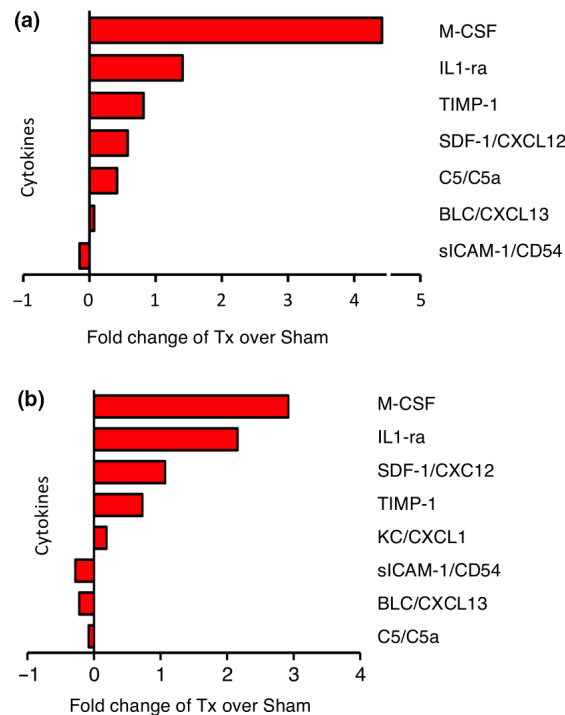 (a)
M-CSF
IL1-ra
TIMP-1
SDF-1/CXCL12
C5/C5a
BLC/CXCL13
sICAM-1/CD54
Cytokines
−1 0 1 2 3 4 5
Fold change of Tx over Sham
(b)
M-CSF
IL1-ra
SDF-1/CXC12
TIMP-1
KC/CXCL1
sICAM-1/CD54
BLC/CXCL13
C5/C5a
Cytokines
−1 0 1 2 3 4
Fold change of Tx over Sham